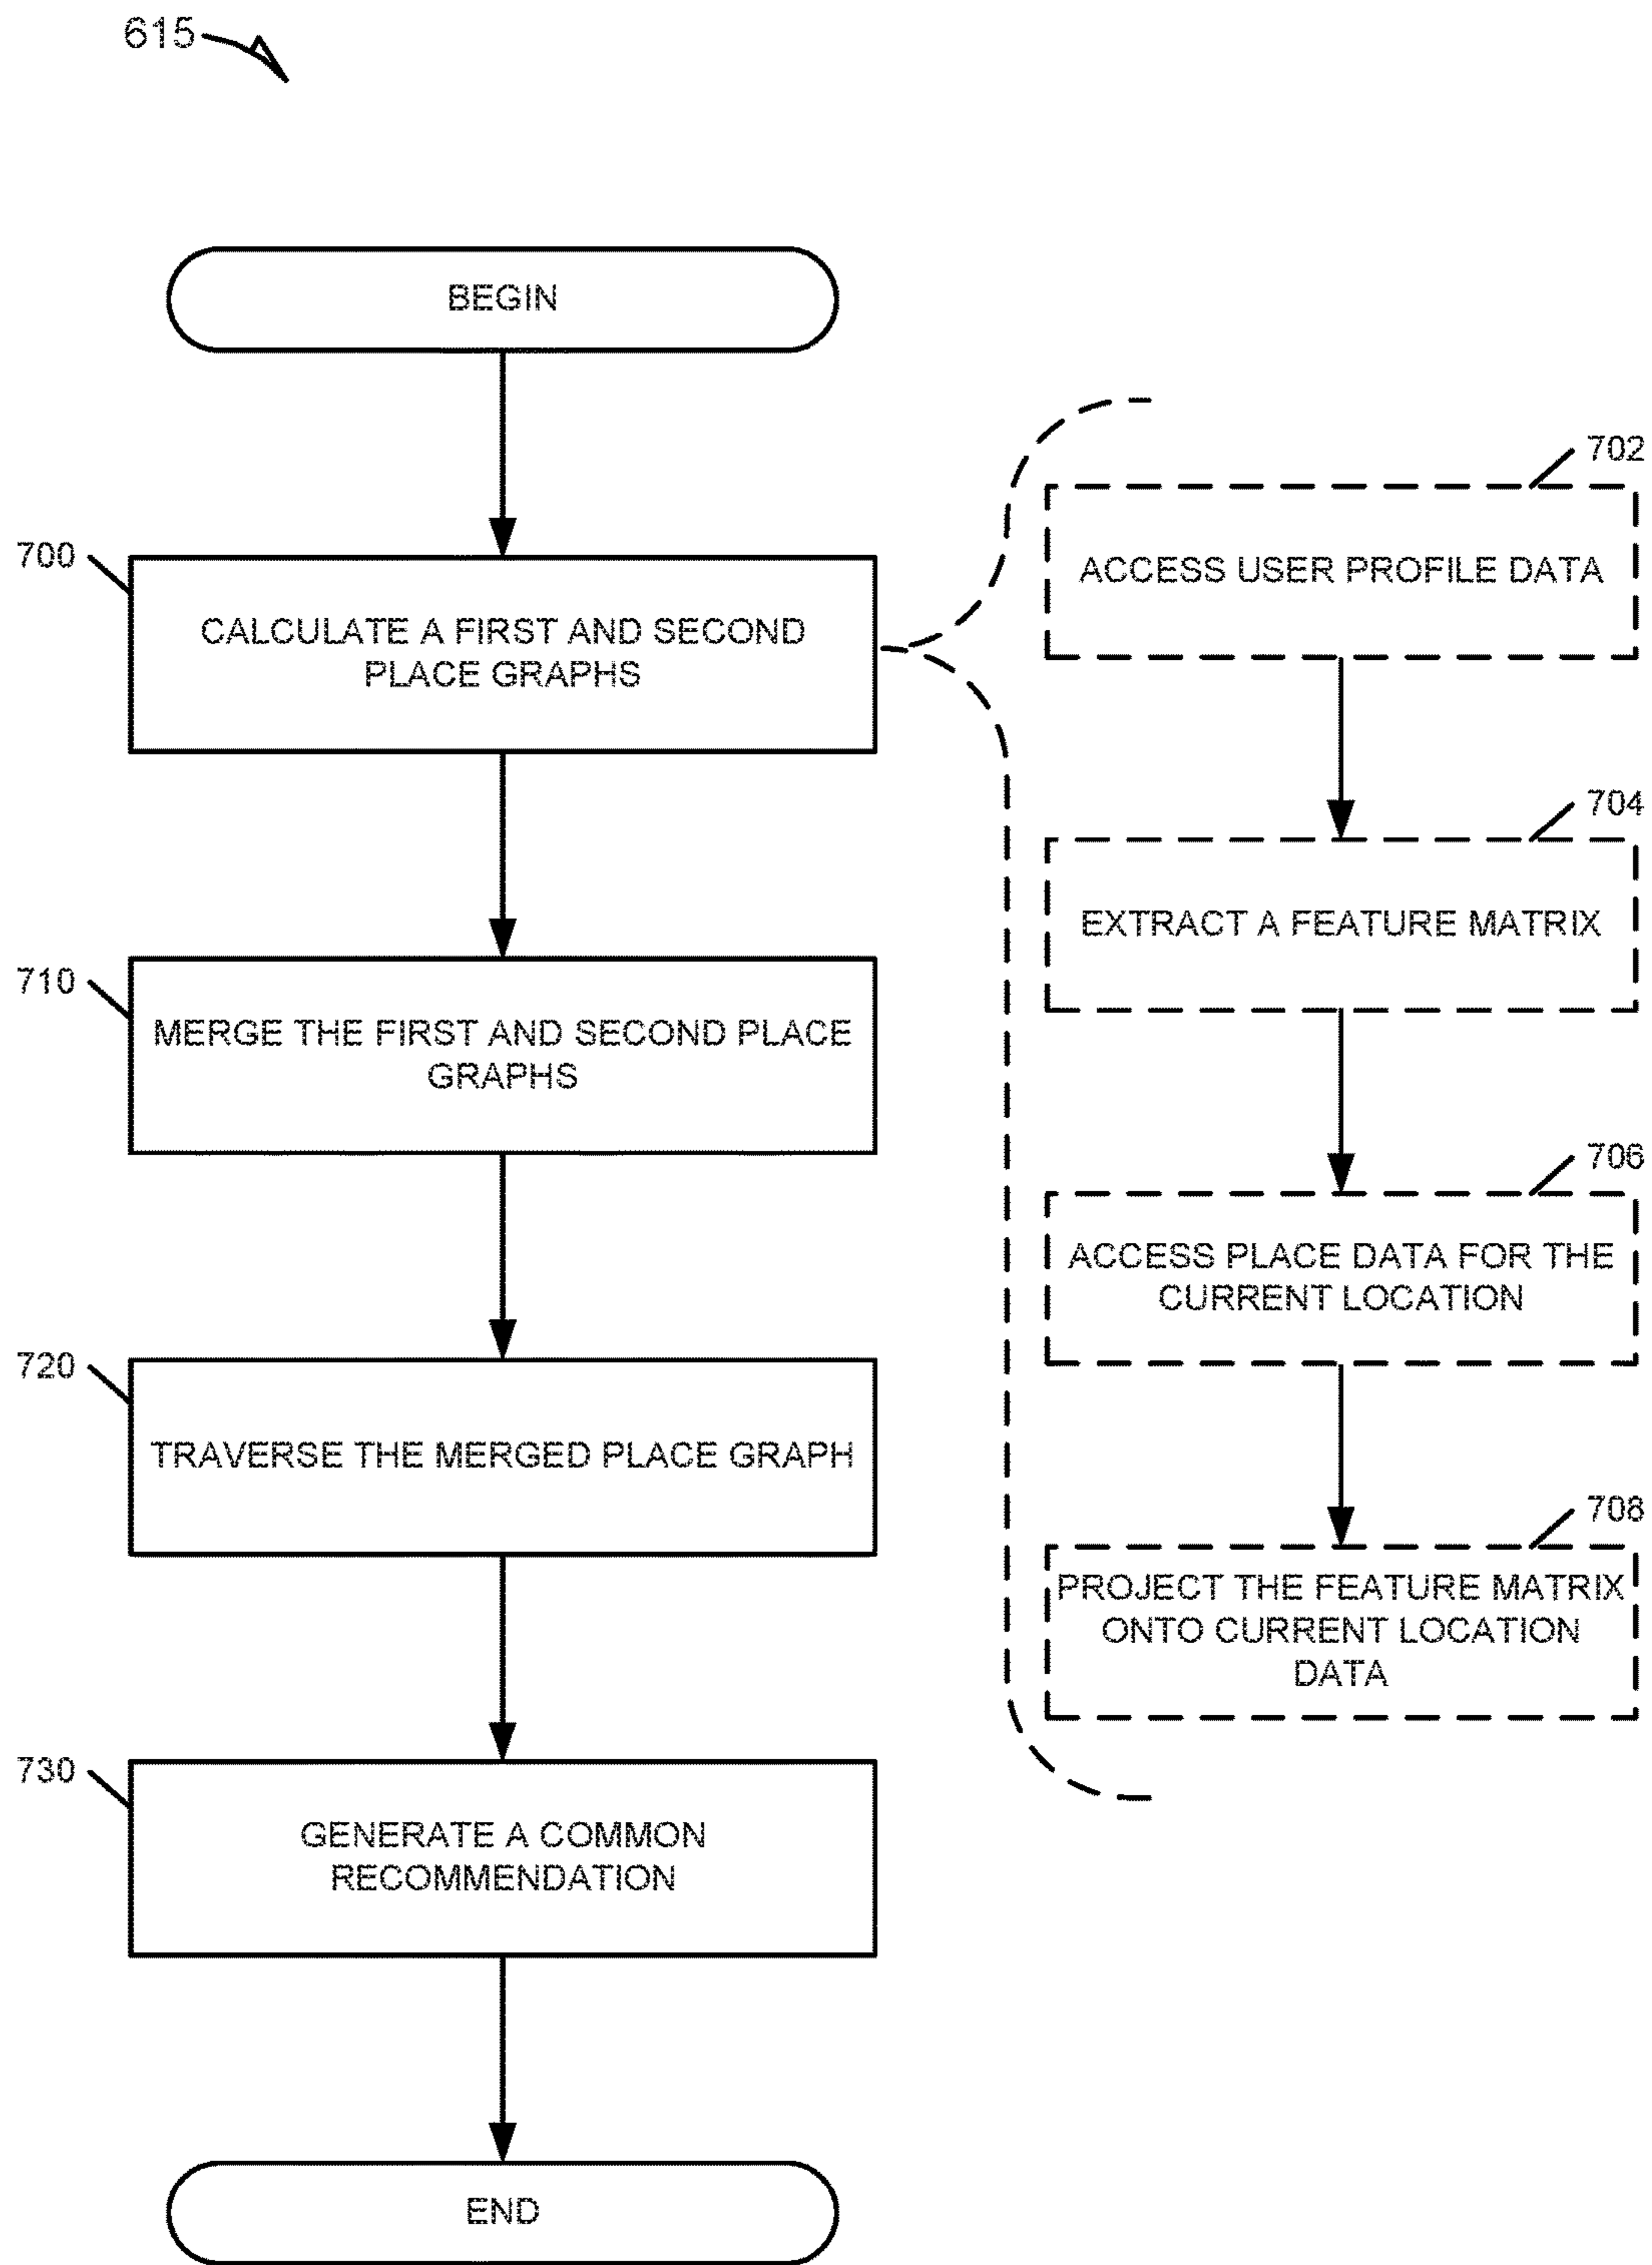 615
BEGIN
700
CALCULATE A FIRST AND SECOND
PLACE GRAPHS
710
MERGE THE FIRST AND SECOND PLACE
GRAPHS
720
TRAVERSE THE MERGED PLACE GRAPH
730
GENERATE A COMMON
RECOMMENDATION
END
702
ACCESS USER PROFILE DATA
704
EXTRACT A FEATURE MATRIX
706
ACCESS PLACE DATA FOR THE
CURRENT LOCATION
708
PROJECT THE FEATURE MATRIX
ONTO CURRENT LOCATION
DATA